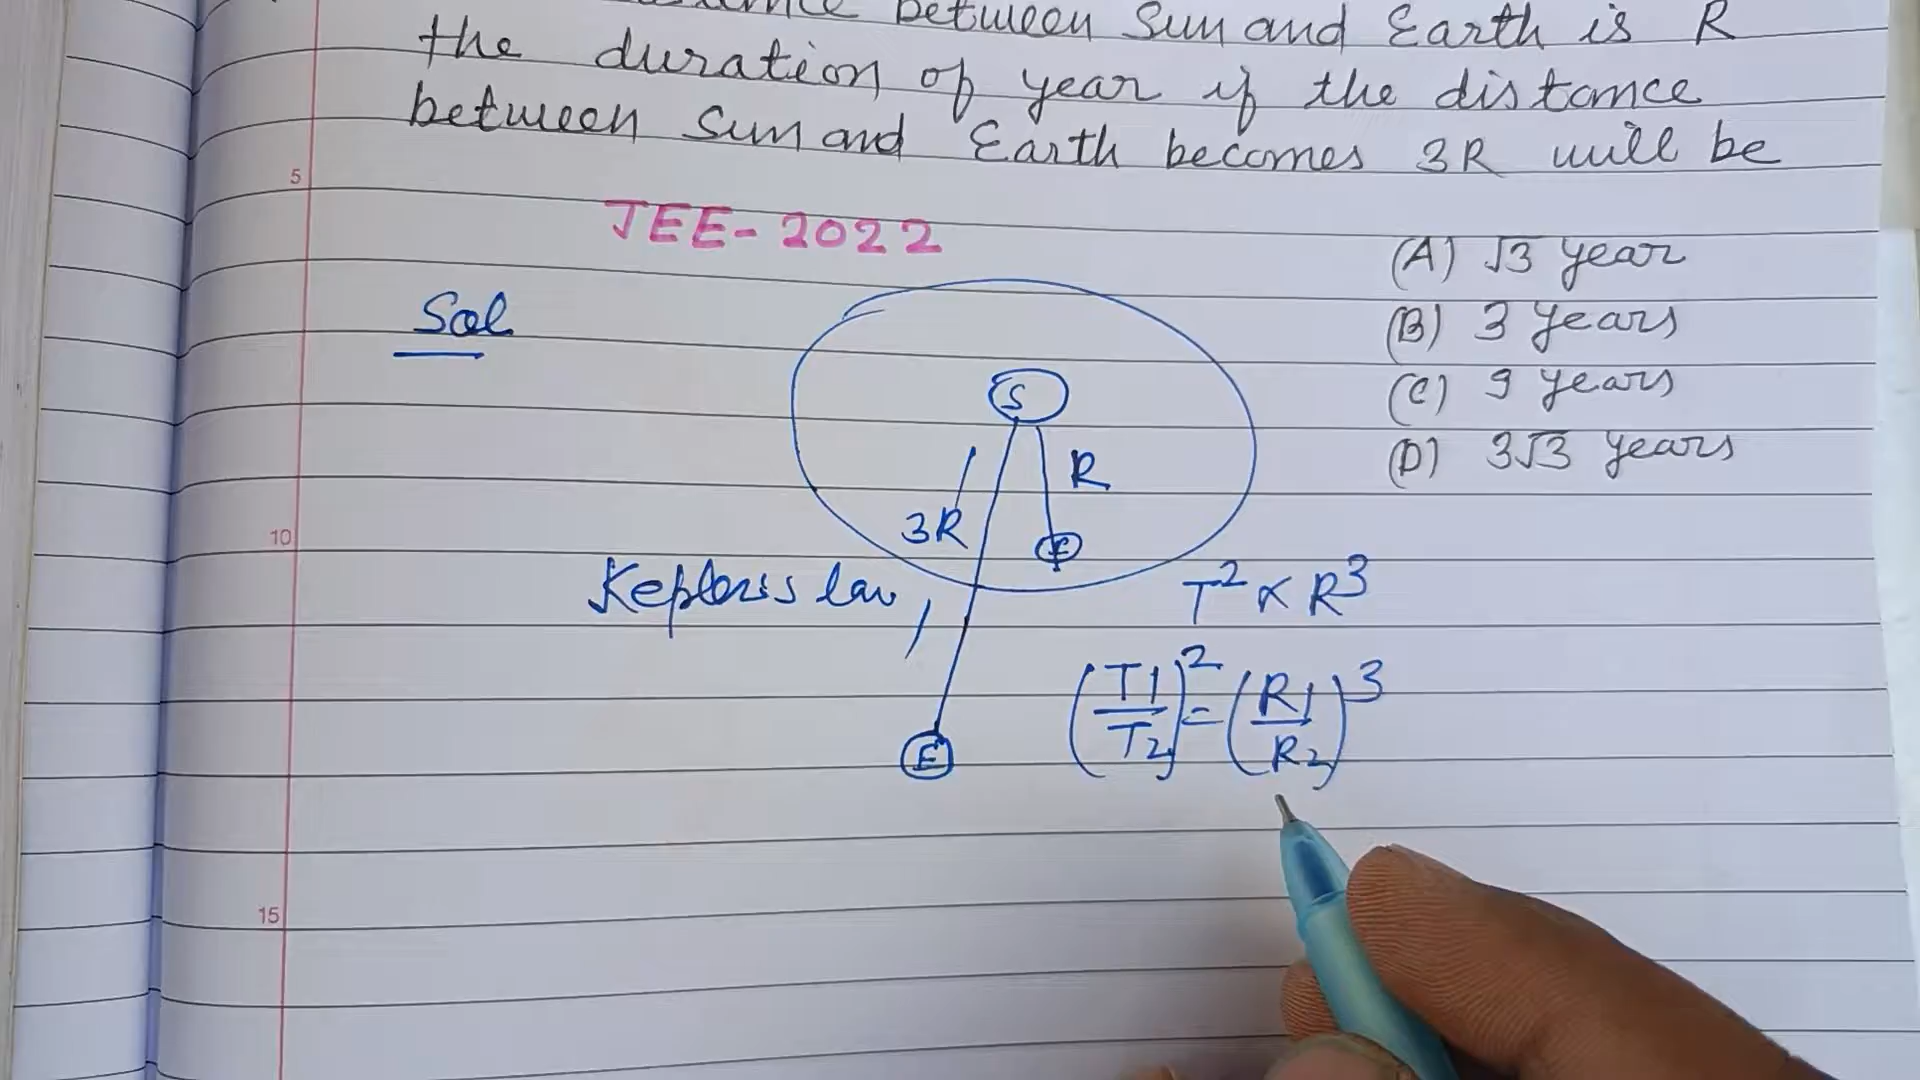 between Sun and Earth is R
the duration of year if the distance
between Sun and Earth becomes 3R will be
5
JEE-2022
(A) √3 year
Sol
(B) 3 years
S
(C) 9 years
R
(D) 3√3 years
3R
10
E
Kepler's law
T² ∝ R³
(T1/T2)² = (R1/R2)³
E
15